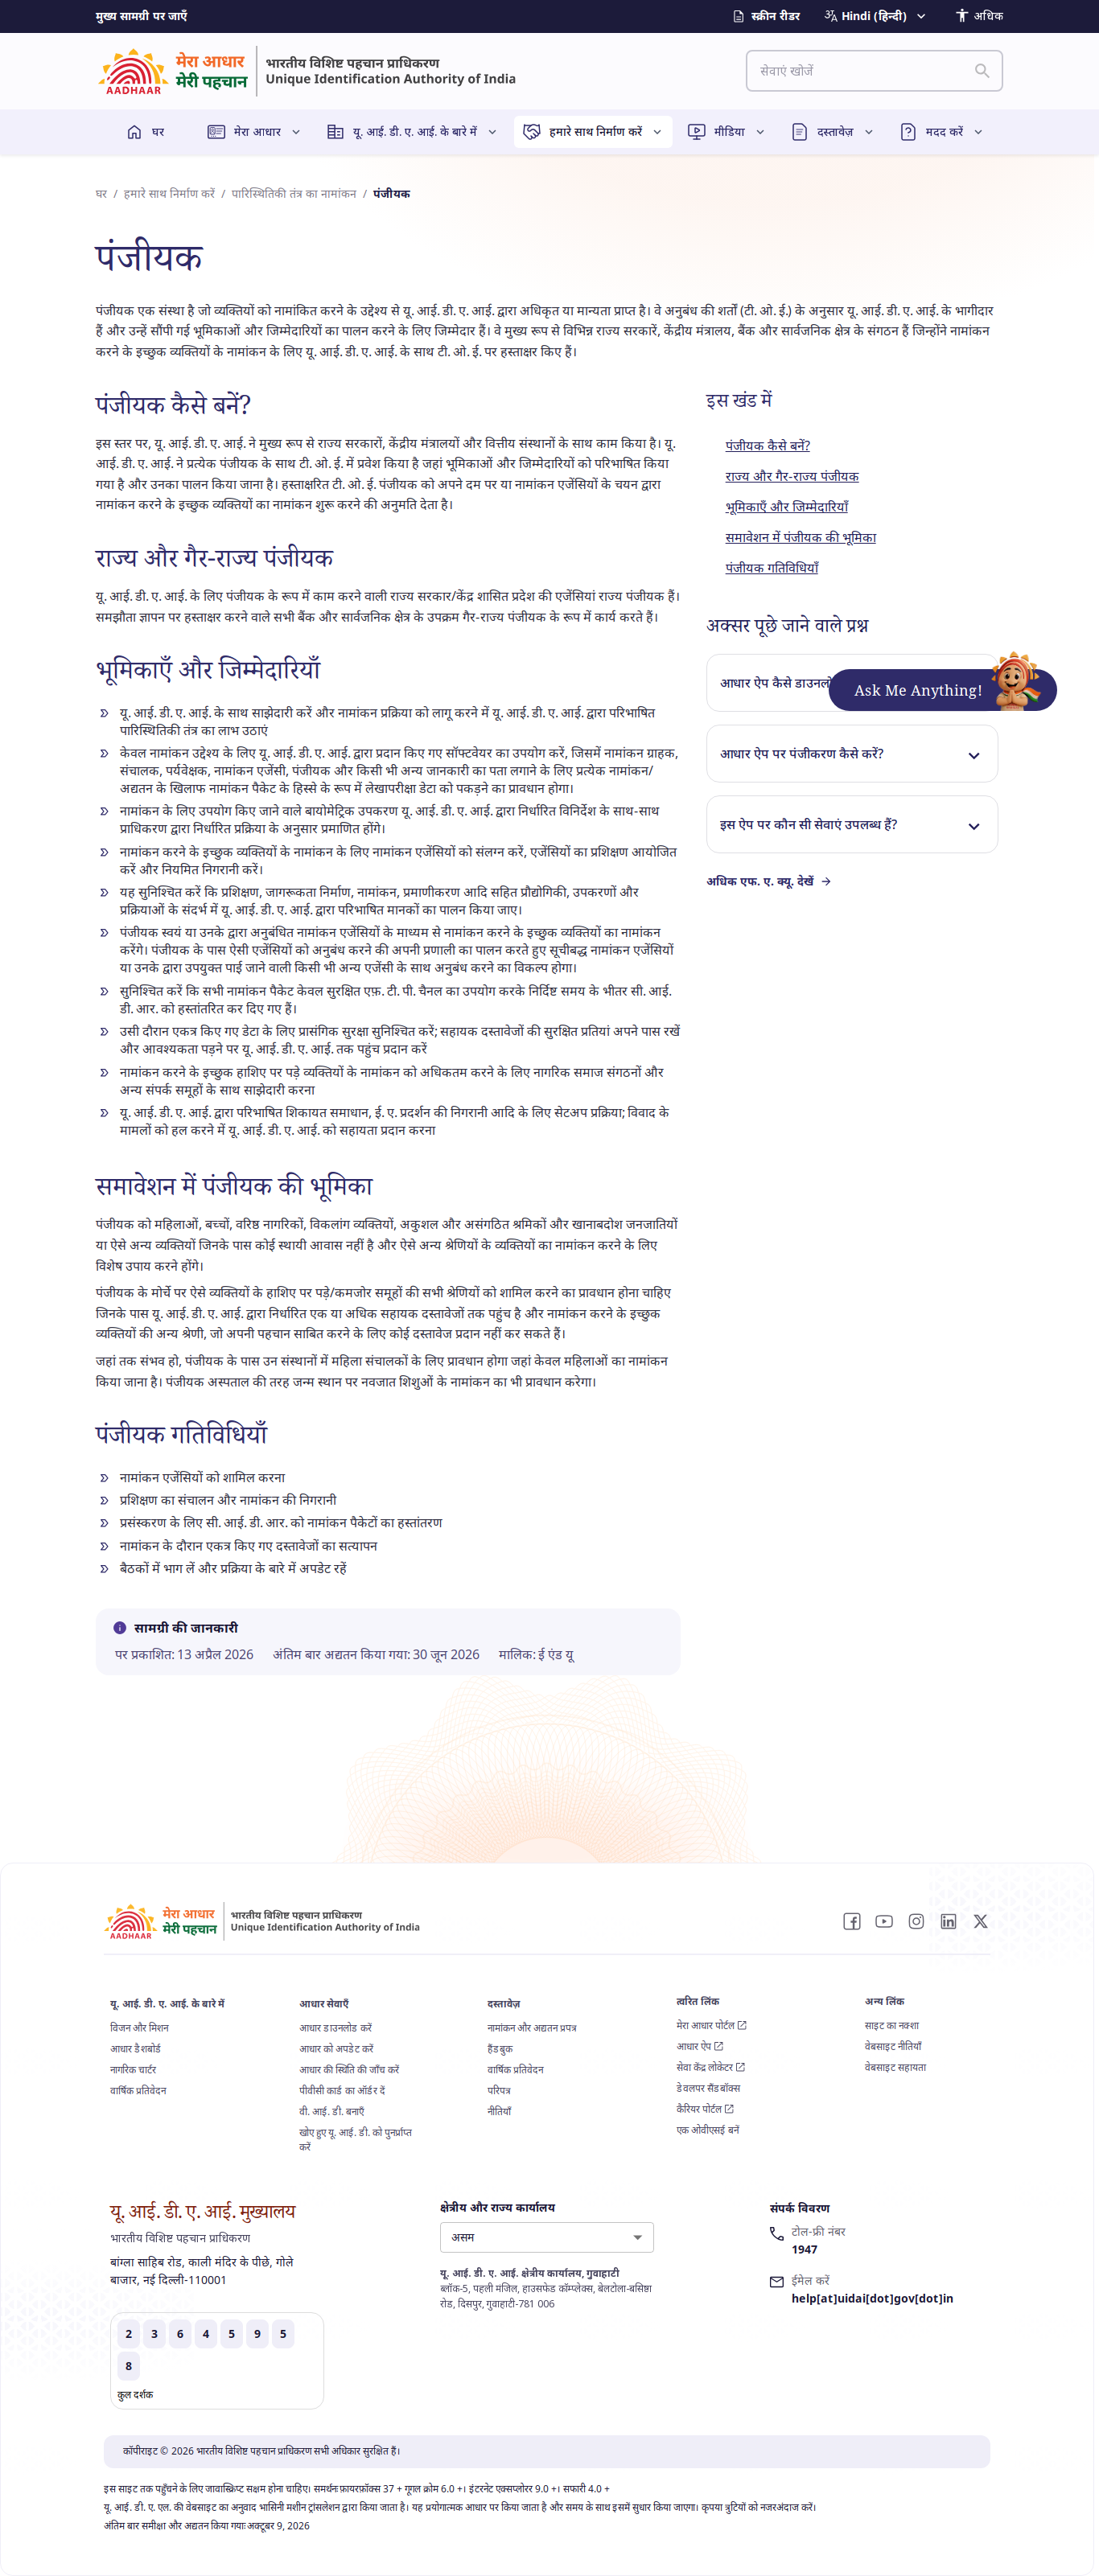 मुख्य सामग्री पर जाएँ
स्क्रीन रीडर
Hindi (हिन्दी)
अधिक
AADHAAR
मेरा आधार
मेरी पहचान
भारतीय विशिष्ट पहचान प्राधिकरण
Unique Identification Authority of India
सेवाएं खोजें
घर
मेरा आधार
यू. आई. डी. ए. आई. के बारे में
हमारे साथ निर्माण करें
मीडिया
दस्तावेज़
मदद करें
घर / हमारे साथ निर्माण करें / पारिस्थितिकी तंत्र का नामांकन / पंजीयक
पंजीयक
पंजीयक एक संस्था है जो व्यक्तियों को नामांकित करने के उद्देश्य से यू. आई. डी. ए. आई. द्वारा अधिकृत या मान्यता प्राप्त है। वे अनुबंध की शर्तों (टी. ओ. ई.) के अनुसार यू. आई. डी. ए. आई. के भागीदार
हैं और उन्हें सौंपी गई भूमिकाओं और जिम्मेदारियों का पालन करने के लिए जिम्मेदार हैं। वे मुख्य रूप से विभिन्न राज्य सरकारें, केंद्रीय मंत्रालय, बैंक और सार्वजनिक क्षेत्र के संगठन हैं जिन्होंने नामांकन
करने के इच्छुक व्यक्तियों के नामांकन के लिए यू. आई. डी. ए. आई. के साथ टी. ओ. ई. पर हस्ताक्षर किए हैं।
पंजीयक कैसे बनें?
इस स्तर पर, यू. आई. डी. ए. आई. ने मुख्य रूप से राज्य सरकारों, केंद्रीय मंत्रालयों और वित्तीय संस्थानों के साथ काम किया है। यू.
आई. डी. ए. आई. ने प्रत्येक पंजीयक के साथ टी. ओ. ई. में प्रवेश किया है जहां भूमिकाओं और जिम्मेदारियों को परिभाषित किया
गया है और उनका पालन किया जाना है। हस्ताक्षरित टी. ओ. ई. पंजीयक को अपने दम पर या नामांकन एजेंसियों के चयन द्वारा
नामांकन करने के इच्छुक व्यक्तियों का नामांकन शुरू करने की अनुमति देता है।
राज्य और गैर-राज्य पंजीयक
यू. आई. डी. ए. आई. के लिए पंजीयक के रूप में काम करने वाली राज्य सरकार/केंद्र शासित प्रदेश की एजेंसियां राज्य पंजीयक हैं।
समझौता ज्ञापन पर हस्ताक्षर करने वाले सभी बैंक और सार्वजनिक क्षेत्र के उपक्रम गैर-राज्य पंजीयक के रूप में कार्य करते हैं।
भूमिकाएँ और जिम्मेदारियाँ
यू. आई. डी. ए. आई. के साथ साझेदारी करें और नामांकन प्रक्रिया को लागू करने में यू. आई. डी. ए. आई. द्वारा परिभाषित
पारिस्थितिकी तंत्र का लाभ उठाएं
केवल नामांकन उद्देश्य के लिए यू. आई. डी. ए. आई. द्वारा प्रदान किए गए सॉफ्टवेयर का उपयोग करें, जिसमें नामांकन ग्राहक,
संचालक, पर्यवेक्षक, नामांकन एजेंसी, पंजीयक और किसी भी अन्य जानकारी का पता लगाने के लिए प्रत्येक नामांकन/
अद्यतन के खिलाफ नामांकन पैकेट के हिस्से के रूप में लेखापरीक्षा डेटा को पकड़ने का प्रावधान होगा।
नामांकन के लिए उपयोग किए जाने वाले बायोमेट्रिक उपकरण यू. आई. डी. ए. आई. द्वारा निर्धारित विनिर्देश के साथ-साथ
प्राधिकरण द्वारा निर्धारित प्रक्रिया के अनुसार प्रमाणित होंगे।
नामांकन करने के इच्छुक व्यक्तियों के नामांकन के लिए नामांकन एजेंसियों को संलग्न करें, एजेंसियों का प्रशिक्षण आयोजित
करें और नियमित निगरानी करें।
यह सुनिश्चित करें कि प्रशिक्षण, जागरूकता निर्माण, नामांकन, प्रमाणीकरण आदि सहित प्रौद्योगिकी, उपकरणों और
प्रक्रियाओं के संदर्भ में यू. आई. डी. ए. आई. द्वारा परिभाषित मानकों का पालन किया जाए।
पंजीयक स्वयं या उनके द्वारा अनुबंधित नामांकन एजेंसियों के माध्यम से नामांकन करने के इच्छुक व्यक्तियों का नामांकन
करेंगे। पंजीयक के पास ऐसी एजेंसियों को अनुबंध करने की अपनी प्रणाली का पालन करते हुए सूचीबद्ध नामांकन एजेंसियों
या उनके द्वारा उपयुक्त पाई जाने वाली किसी भी अन्य एजेंसी के साथ अनुबंध करने का विकल्प होगा।
सुनिश्चित करें कि सभी नामांकन पैकेट केवल सुरक्षित एफ़. टी. पी. चैनल का उपयोग करके निर्दिष्ट समय के भीतर सी. आई.
डी. आर. को हस्तांतरित कर दिए गए हैं।
उसी दौरान एकत्र किए गए डेटा के लिए प्रासंगिक सुरक्षा सुनिश्चित करें; सहायक दस्तावेजों की सुरक्षित प्रतियां अपने पास रखें
और आवश्यकता पड़ने पर यू. आई. डी. ए. आई. तक पहुंच प्रदान करें
नामांकन करने के इच्छुक हाशिए पर पड़े व्यक्तियों के नामांकन को अधिकतम करने के लिए नागरिक समाज संगठनों और
अन्य संपर्क समूहों के साथ साझेदारी करना
यू. आई. डी. ए. आई. द्वारा परिभाषित शिकायत समाधान, ई. ए. प्रदर्शन की निगरानी आदि के लिए सेटअप प्रक्रिया; विवाद के
मामलों को हल करने में यू. आई. डी. ए. आई. को सहायता प्रदान करना
समावेशन में पंजीयक की भूमिका
पंजीयक को महिलाओं, बच्चों, वरिष्ठ नागरिकों, विकलांग व्यक्तियों, अकुशल और असंगठित श्रमिकों और खानाबदोश जनजातियों
या ऐसे अन्य व्यक्तियों जिनके पास कोई स्थायी आवास नहीं है और ऐसे अन्य श्रेणियों के व्यक्तियों का नामांकन करने के लिए
विशेष उपाय करने होंगे।
पंजीयक के मोर्चे पर ऐसे व्यक्तियों के हाशिए पर पड़े/कमजोर समूहों की सभी श्रेणियों को शामिल करने का प्रावधान होना चाहिए
जिनके पास यू. आई. डी. ए. आई. द्वारा निर्धारित एक या अधिक सहायक दस्तावेजों तक पहुंच है और नामांकन करने के इच्छुक
व्यक्तियों की अन्य श्रेणी, जो अपनी पहचान साबित करने के लिए कोई दस्तावेज प्रदान नहीं कर सकते हैं।
जहां तक संभव हो, पंजीयक के पास उन संस्थानों में महिला संचालकों के लिए प्रावधान होगा जहां केवल महिलाओं का नामांकन
किया जाना है। पंजीयक अस्पताल की तरह जन्म स्थान पर नवजात शिशुओं के नामांकन का भी प्रावधान करेगा।
पंजीयक गतिविधियाँ
नामांकन एजेंसियों को शामिल करना
प्रशिक्षण का संचालन और नामांकन की निगरानी
प्रसंस्करण के लिए सी. आई. डी. आर. को नामांकन पैकेटों का हस्तांतरण
नामांकन के दौरान एकत्र किए गए दस्तावेजों का सत्यापन
बैठकों में भाग लें और प्रक्रिया के बारे में अपडेट रहें
सामग्री की जानकारी
पर प्रकाशित: 13 अप्रैल 2026 अंतिम बार अद्यतन किया गया: 30 जून 2026 मालिक: ई एंड यू
इस खंड में
पंजीयक कैसे बनें?
राज्य और गैर-राज्य पंजीयक
भूमिकाएँ और जिम्मेदारियाँ
समावेशन में पंजीयक की भूमिका
पंजीयक गतिविधियाँ
अक्सर पूछे जाने वाले प्रश्न
आधार ऐप कैसे डाउनलो
Ask Me Anything!
आधार ऐप पर पंजीकरण कैसे करें?
इस ऐप पर कौन सी सेवाएं उपलब्ध हैं?
अधिक एफ. ए. क्यू. देखें
AADHAAR
मेरा आधार
मेरी पहचान
भारतीय विशिष्ट पहचान प्राधिकरण
Unique Identification Authority of India
यू. आई. डी. ए. आई. के बारे में
विजन और मिशन
आधार डैशबोर्ड
नागरिक चार्टर
वार्षिक प्रतिवेदन
आधार सेवाएँ
आधार डाउनलोड करें
आधार को अपडेट करें
आधार की स्थिति की जाँच करें
पीवीसी कार्ड का ऑर्डर दें
वी. आई. डी. बनाएँ
खोए हुए यू. आई. डी. को पुनर्प्राप्त
करें
दस्तावेज़
नामांकन और अद्यतन प्रपत्र
हैंडबुक
वार्षिक प्रतिवेदन
परिपत्र
नीतियाँ
त्वरित लिंक
मेरा आधार पोर्टल
आधार ऐप
सेवा केंद्र लोकेटर
डेवलपर सैंडबॉक्स
कैरियर पोर्टल
एक ओवीएसई बनें
अन्य लिंक
साइट का नक्शा
वेबसाइट नीतियाँ
वेबसाइट सहायता
यू. आई. डी. ए. आई. मुख्यालय
भारतीय विशिष्ट पहचान प्राधिकरण
बांग्ला साहिब रोड, काली मंदिर के पीछे, गोले
बाजार, नई दिल्ली-110001
2 3 6 4 5 9 5
8
कुल दर्शक
क्षेत्रीय और राज्य कार्यालय
असम
यू. आई. डी. ए. आई. क्षेत्रीय कार्यालय, गुवाहाटी
ब्लॉक-5, पहली मंजिल, हाउसफेड कॉम्प्लेक्स, बेलटोला-बसिष्ठा
रोड, दिसपुर, गुवाहाटी-781 006
संपर्क विवरण
टोल-फ्री नंबर
1947
ईमेल करें
help[at]uidai[dot]gov[dot]in
कॉपीराइट © 2026 भारतीय विशिष्ट पहचान प्राधिकरण सभी अधिकार सुरक्षित हैं।
इस साइट तक पहुँचने के लिए जावास्क्रिप्ट सक्षम होना चाहिए। समर्थनः फ़ायरफ़ॉक्स 37 + गूगल क्रोम 6.0 +। इंटरनेट एक्सप्लोरर 9.0 +। सफारी 4.0 +
यू. आई. डी. ए. एल. की वेबसाइट का अनुवाद भासिनी मशीन ट्रांसलेशन द्वारा किया जाता है। यह प्रयोगात्मक आधार पर किया जाता है और समय के साथ इसमें सुधार किया जाएगा। कृपया त्रुटियों को नजरअंदाज करें।
अंतिम बार समीक्षा और अद्यतन किया गयाः अक्टूबर 9, 2026